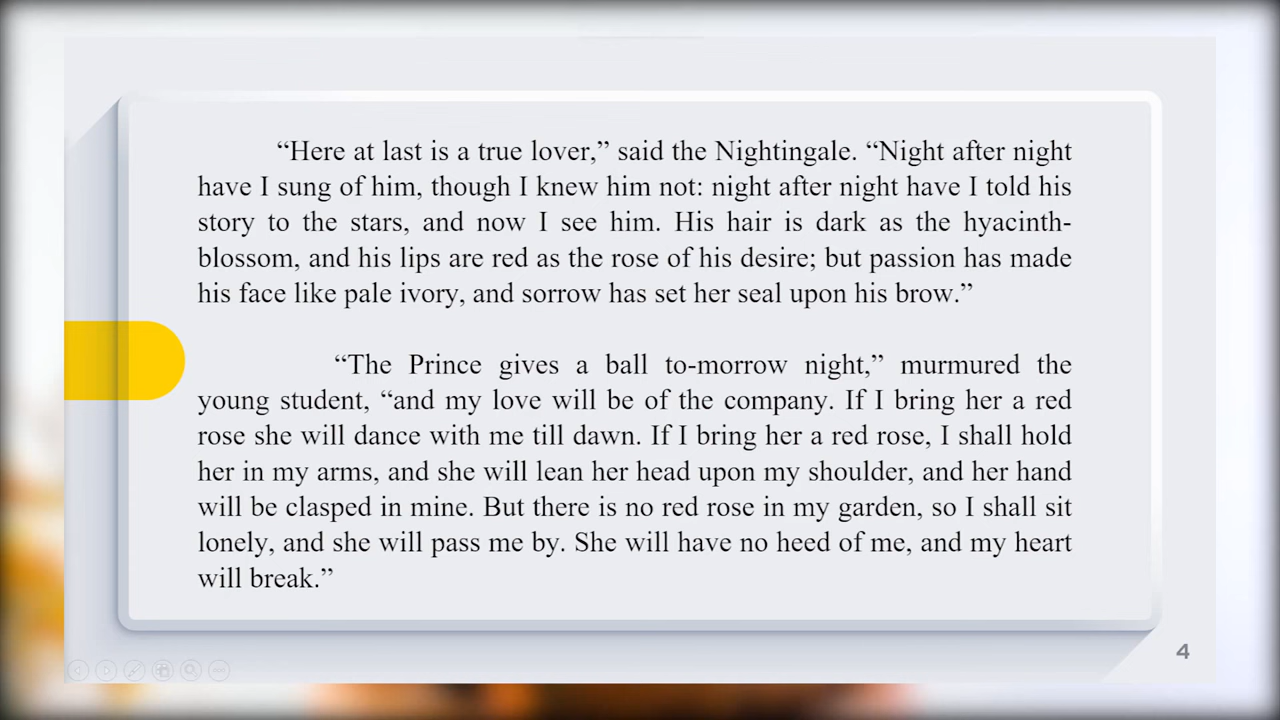 “Here at last is a true lover,” said the Nightingale. “Night after night
have I sung of him, though I knew him not: night after night have I told his
story to the stars, and now I see him. His hair is dark as the hyacinth-
blossom, and his lips are red as the rose of his desire; but passion has made
his face like pale ivory, and sorrow has set her seal upon his brow.”
“The Prince gives a ball to-morrow night,” murmured the
young student, “and my love will be of the company. If I bring her a red
rose she will dance with me till dawn. If I bring her a red rose, I shall hold
her in my arms, and she will lean her head upon my shoulder, and her hand
will be clasped in mine. But there is no red rose in my garden, so I shall sit
lonely, and she will pass me by. She will have no heed of me, and my heart
will break.”
4